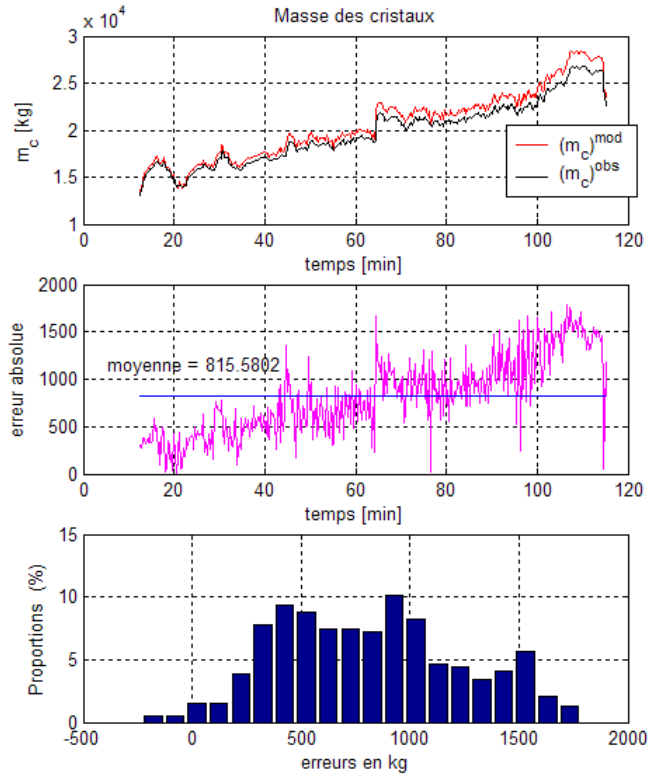 x 10^4
Masse des cristaux
3
2.5
2
1.5
1
m_c [kg]
(m_c)^mod
(m_c)^obs
0 20 40 60 80 100 120
temps [min]
2000
1500
1000
500
0
erreur absolue
moyenne = 815.5802
0 20 40 60 80 100 120
temps [min]
15
10
5
0
Proportions (%)
-500 0 500 1000 1500 2000
erreurs en kg